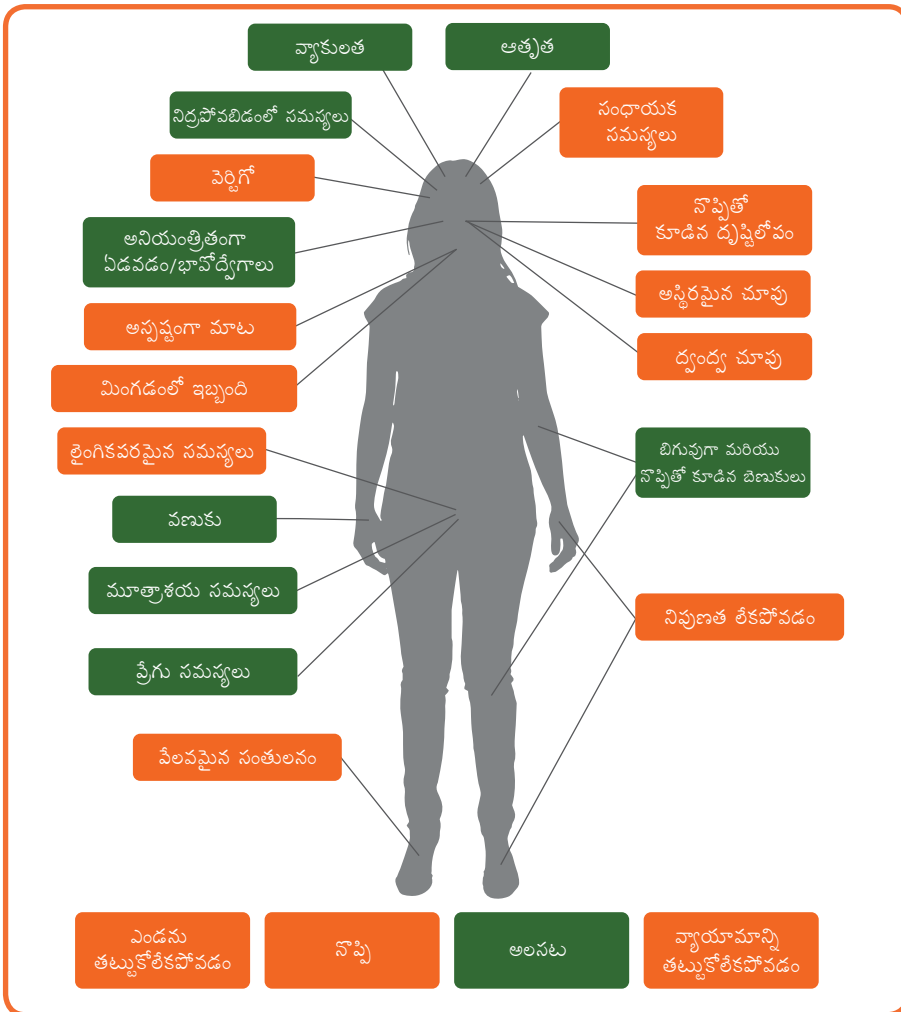 వ్యాకులత
ఆతృత
నిద్రపోవబిడంలో సమస్యలు
సంధాయక
సమస్యలు
వెర్టిగో
నొప్పితో
కూడిన దృష్టిలోపం
అనియంత్రితంగా
ఏడవడం/భావోద్వేగాలు
అస్థిరమైన చూపు
అస్పష్టంగా మాట
ద్వంద్వ చూపు
మింగడంలో ఇబ్బంది
లైంగికపరమైన సమస్యలు
బిగువుగా మరియు
నొప్పితో కూడిన బెణుకులు
వణుకు
మూత్రాశయ సమస్యలు
నిపుణత లేకపోవడం
ప్రేగు సమస్యలు
పేలవమైన సంతులనం
ఎండను
తట్టుకోలేకపోవడం
నొప్పి
అలసట
వ్యాయామాన్ని
తట్టుకోలేకపోవడం